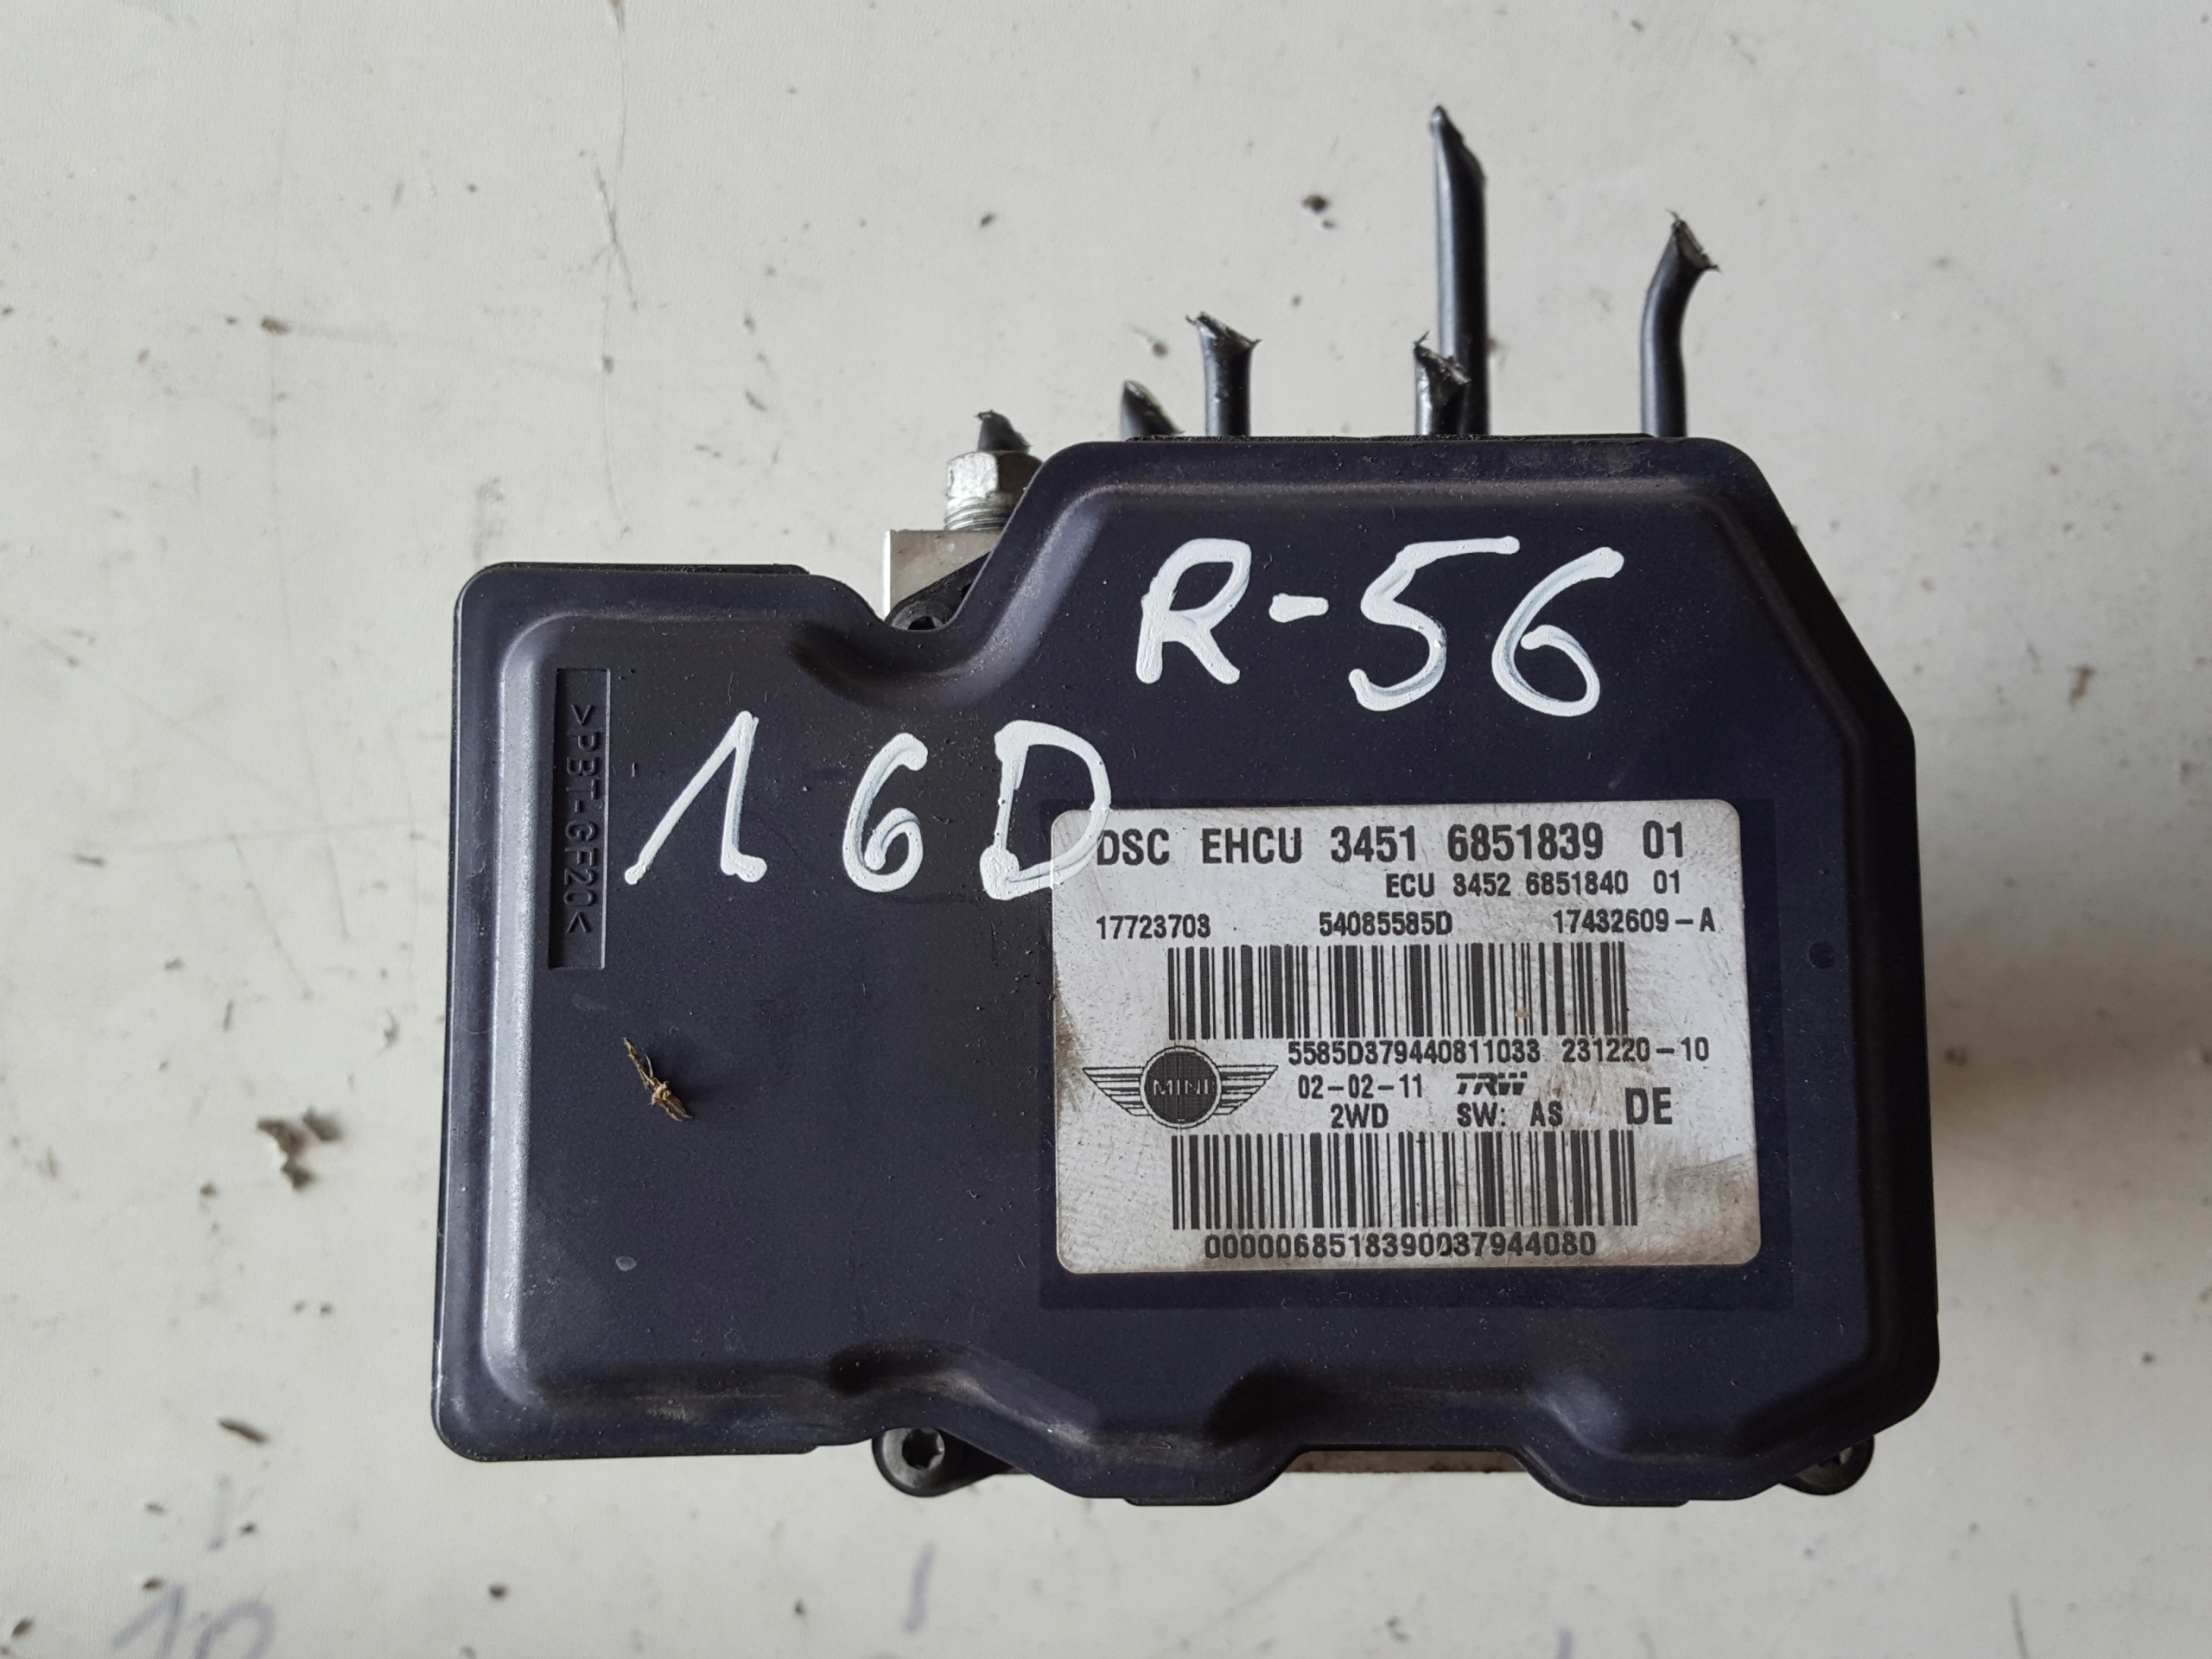 R-56
16D
>PBT-GF20<
DSC EHCU 3451 6851839 01
ECU 3452 6851840 01
17723703 54085585D 17432609-A
5585D379440811033 231220-10
MINI 02-02-11 TRW
2WD SW: AS DE
0000068518390037944080